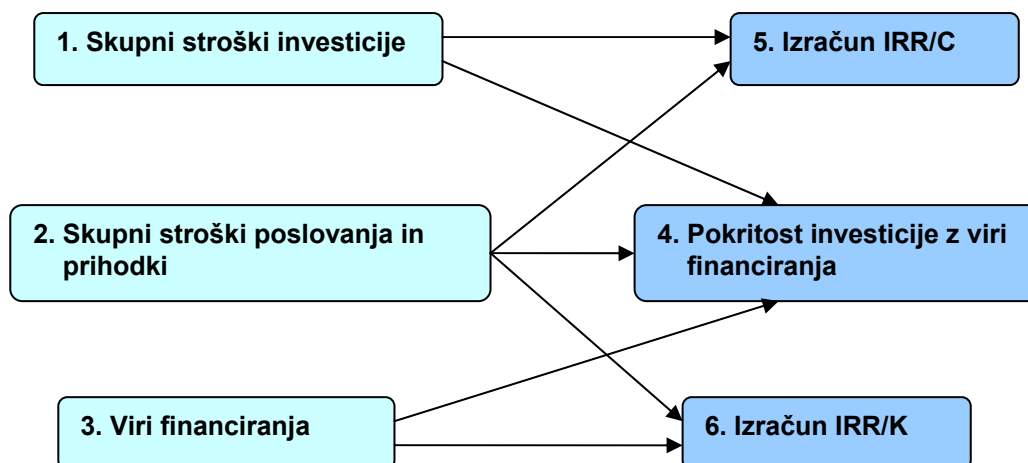 1. Skupni stroški investicije
5. Izračun IRR/C
2. Skupni stroški poslovanja in
prihodki
4. Pokritost investicije z viri
financiranja
3. Viri financiranja
6. Izračun IRR/K